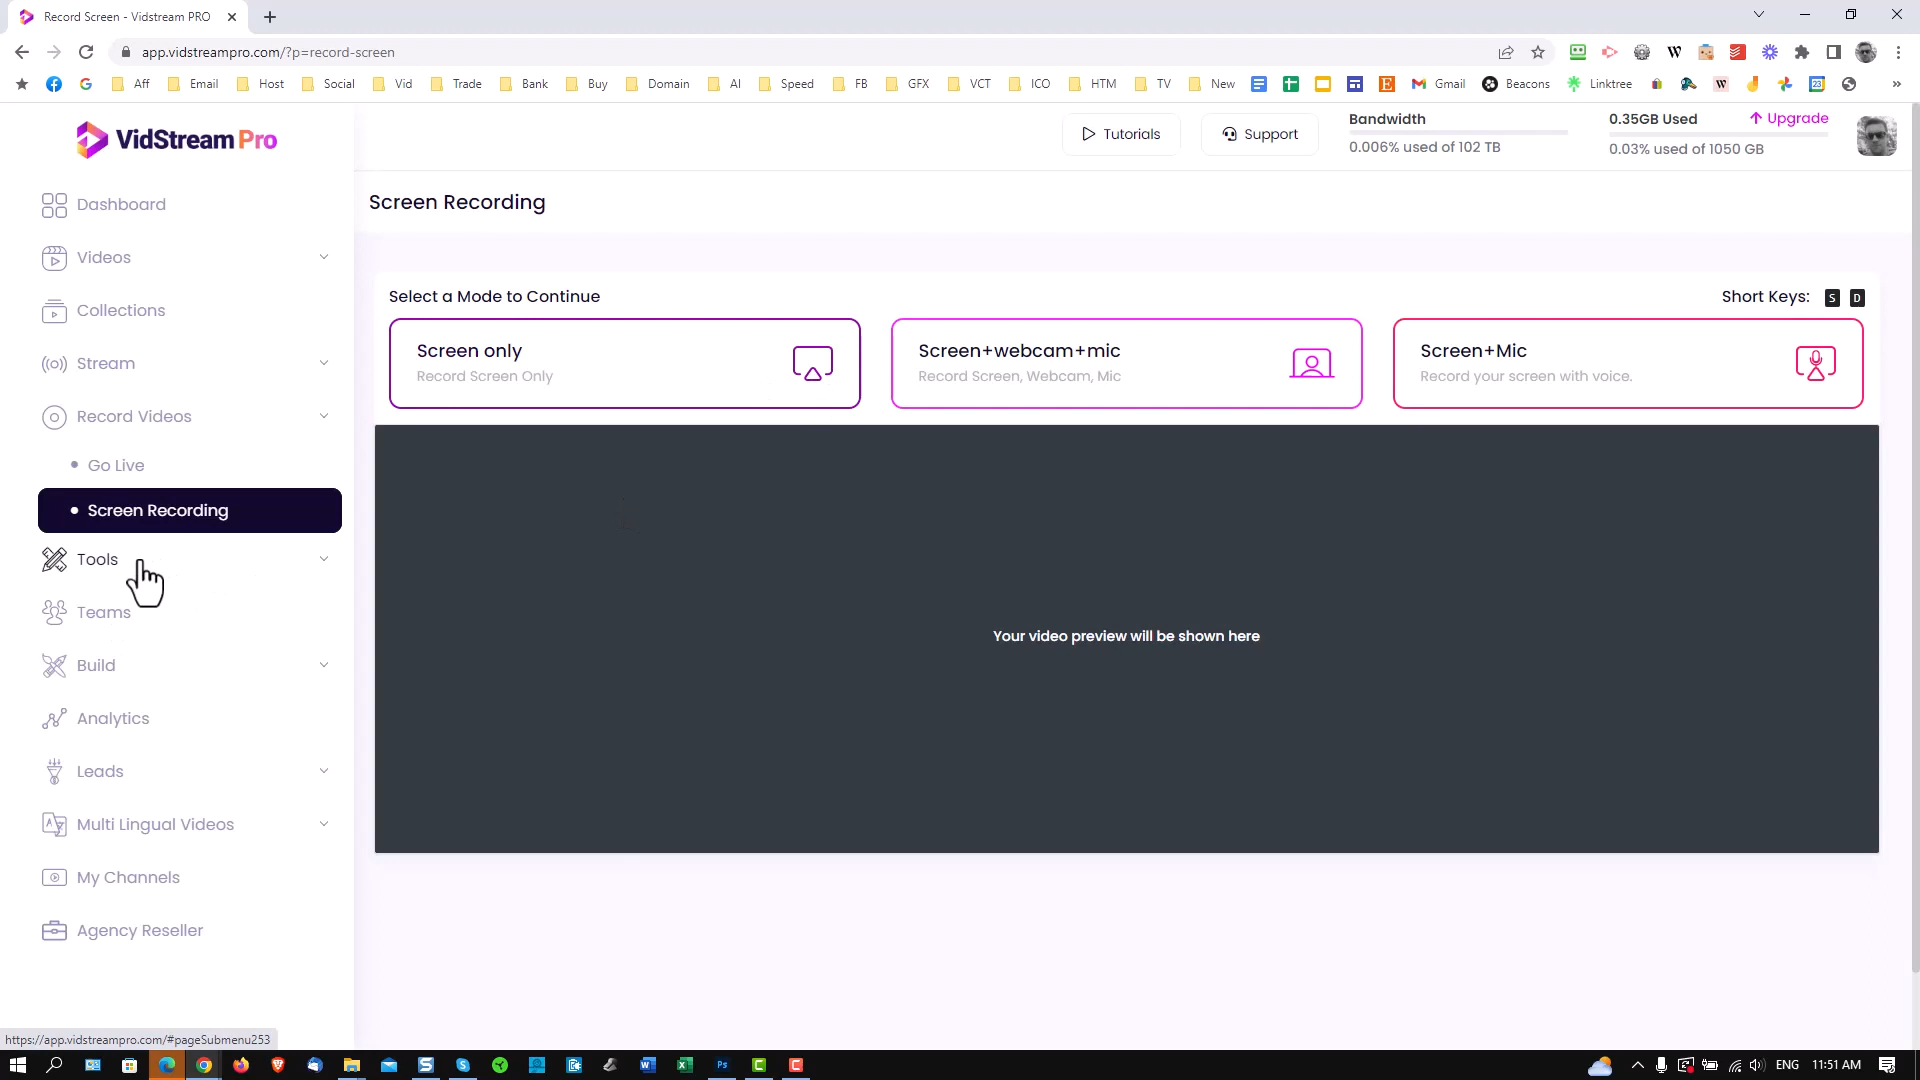 Record Screen - Vidstream PRO
app.vidstreampro.com/?p=record-screen
Aff Email Host Social Vid Trade Bank Buy Domain AI Speed FB GFX VCT ICO HTM TV New Gmail Beacons Linktree
VidStream Pro
Tutorials
Support
Bandwidth
0.006% used of 102 TB
0.35GB Used
Upgrade
0.03% used of 1050 GB
Dashboard
Videos
Collections
Stream
Record Videos
Go Live
Screen Recording
Tools
Teams
Build
Analytics
Leads
Multi Lingual Videos
My Channels
Agency Reseller
Screen Recording
Select a Mode to Continue
Short Keys: S D
Screen only
Record Screen Only
Screen+webcam+mic
Record Screen, Webcam, Mic
Screen+Mic
Record your screen with voice.
Your video preview will be shown here
https://app.vidstreampro.com/#pageSubmenu253
ENG 11:51 AM